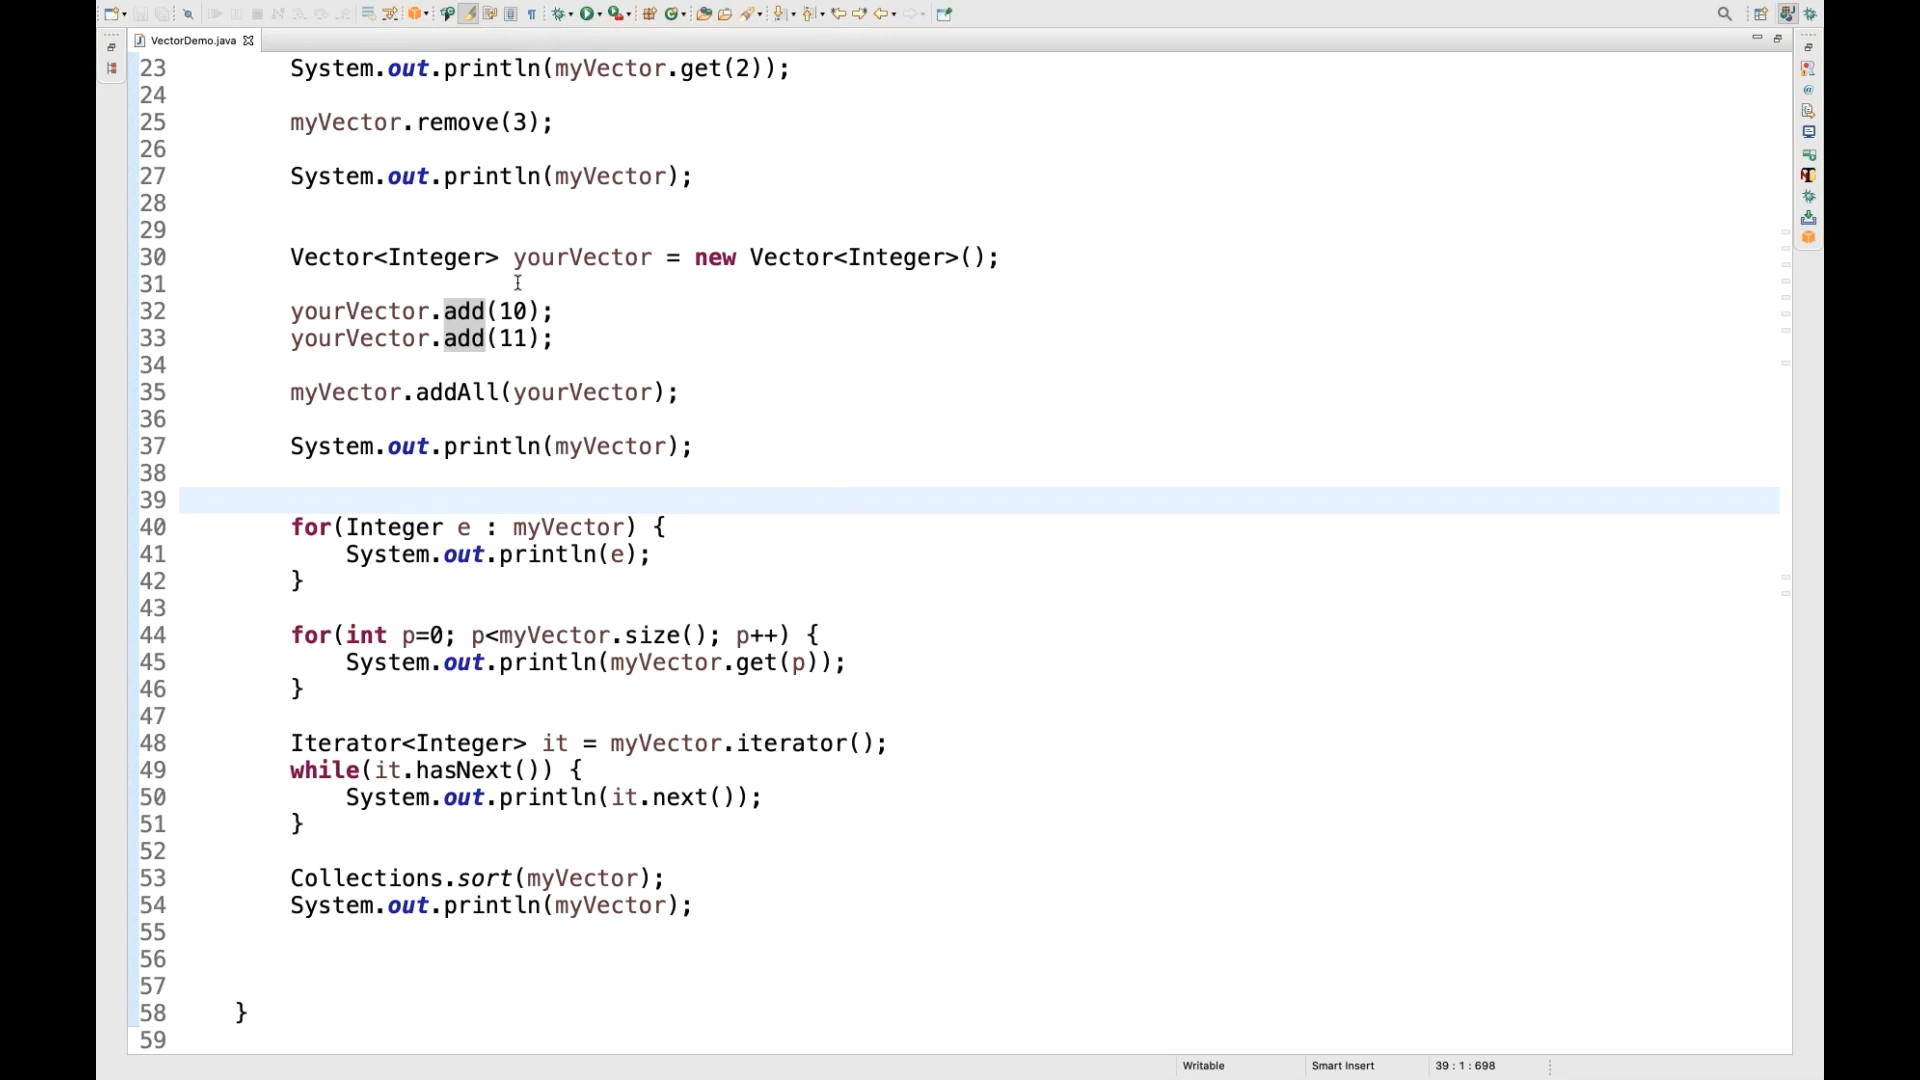 VectorDemo.java
23 System.out.println(myVector.get(2));
24
25 myVector.remove(3);
26
27 System.out.println(myVector);
28
29
30 Vector<Integer> yourVector = new Vector<Integer>();
31
32 yourVector.add(10);
33 yourVector.add(11);
34
35 myVector.addAll(yourVector);
36
37 System.out.println(myVector);
38
39
40 for(Integer e : myVector) {
41 System.out.println(e);
42 }
43
44 for(int p=0; p<myVector.size(); p++) {
45 System.out.println(myVector.get(p));
46 }
47
48 Iterator<Integer> it = myVector.iterator();
49 while(it.hasNext()) {
50 System.out.println(it.next());
51 }
52
53 Collections.sort(myVector);
54 System.out.println(myVector);
55
56
57
58 }
59
Writable Smart Insert 39 : 1 : 698